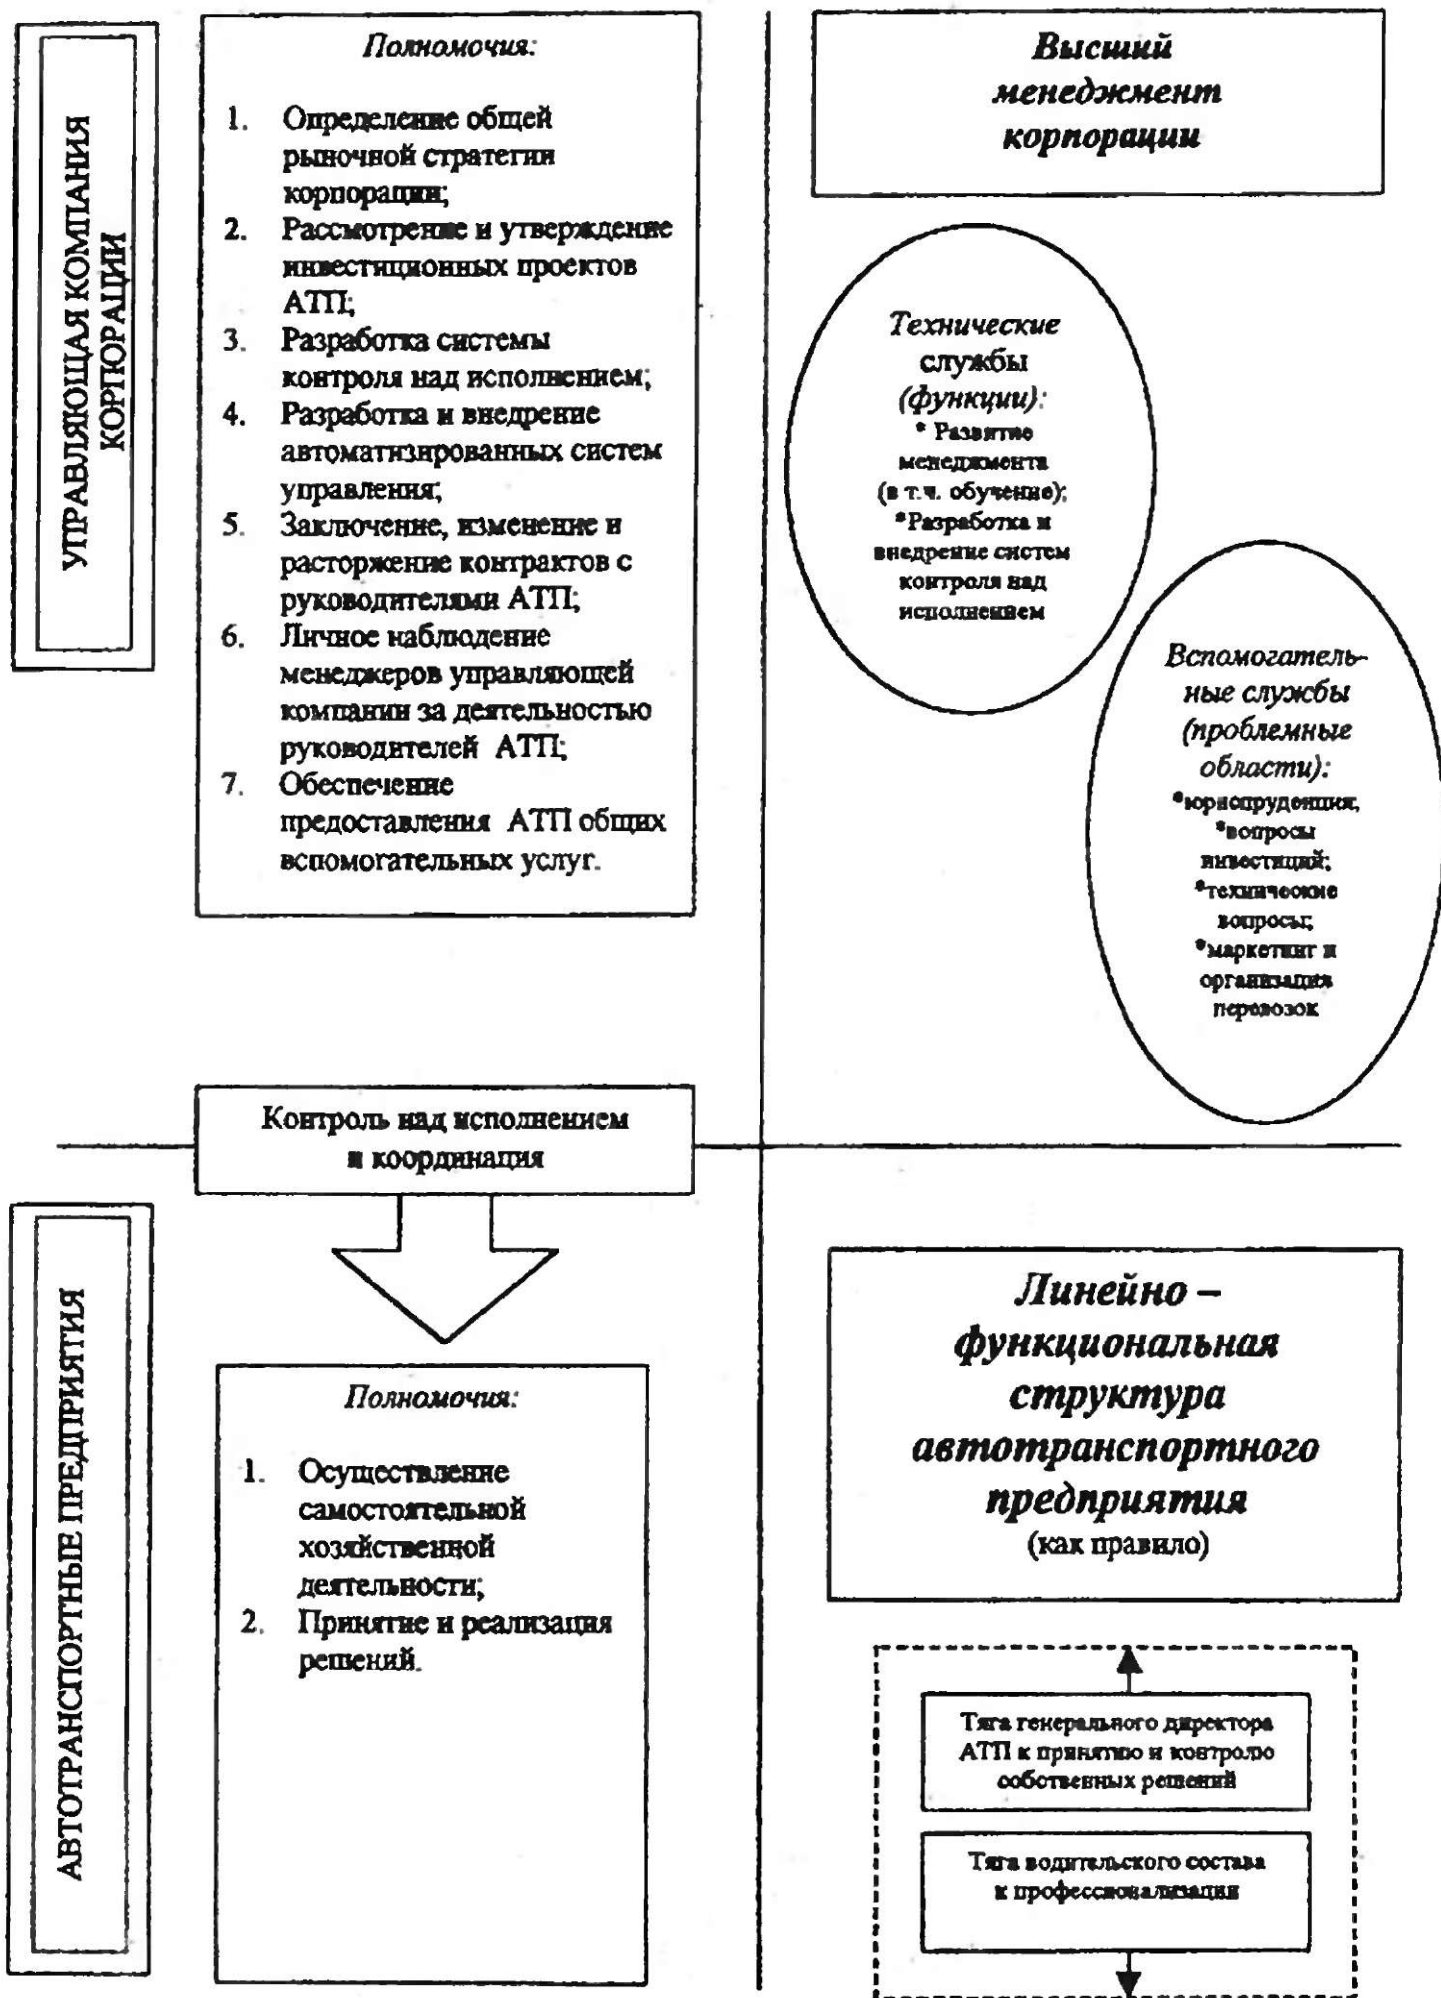 УПРАВЛЯЮЩАЯ КОМПАНИЯ
КОРПОРАЦИИ
Полномочия:
1. Определение общей
рыночной стратегии
корпорации;
2. Рассмотрение и утверждение
инвестиционных проектов
АТП;
3. Разработка системы
контроля над исполнением;
4. Разработка и внедрение
автоматизированных систем
управления;
5. Заключение, изменение и
расторжение контрактов с
руководителями АТП;
6. Личное наблюдение
менеджеров управляющей
компании за деятельностью
руководителей АТП;
7. Обеспечение
предоставления АТП общих
вспомогательных услуг.
Высший
менеджмент
корпорации
Технические
службы
(функции):
* Развитие
менеджмента
(в т.ч. обучение);
*Разработка и
внедрение систем
контроля над
исполнением
Вспомогатель-
ные службы
(проблемные
области):
*юриспруденция;
*вопросы
инвестиций;
*технические
вопросы;
*маркетинг и
организация
перевозок
Контроль над исполнением
и координация
АВТОТРАНСПОРТНЫЕ ПРЕДПРИЯТИЯ
Полномочия:
1. Осуществление
самостоятельной
хозяйственной
деятельности;
2. Принятие и реализация
решений.
Линейно –
функциональная
структура
автотранспортного
предприятия
(как правило)
Тяга генерального директора
АТП к принятию и контролю
собственных решений
Тяга водительского состава
к профессионализации